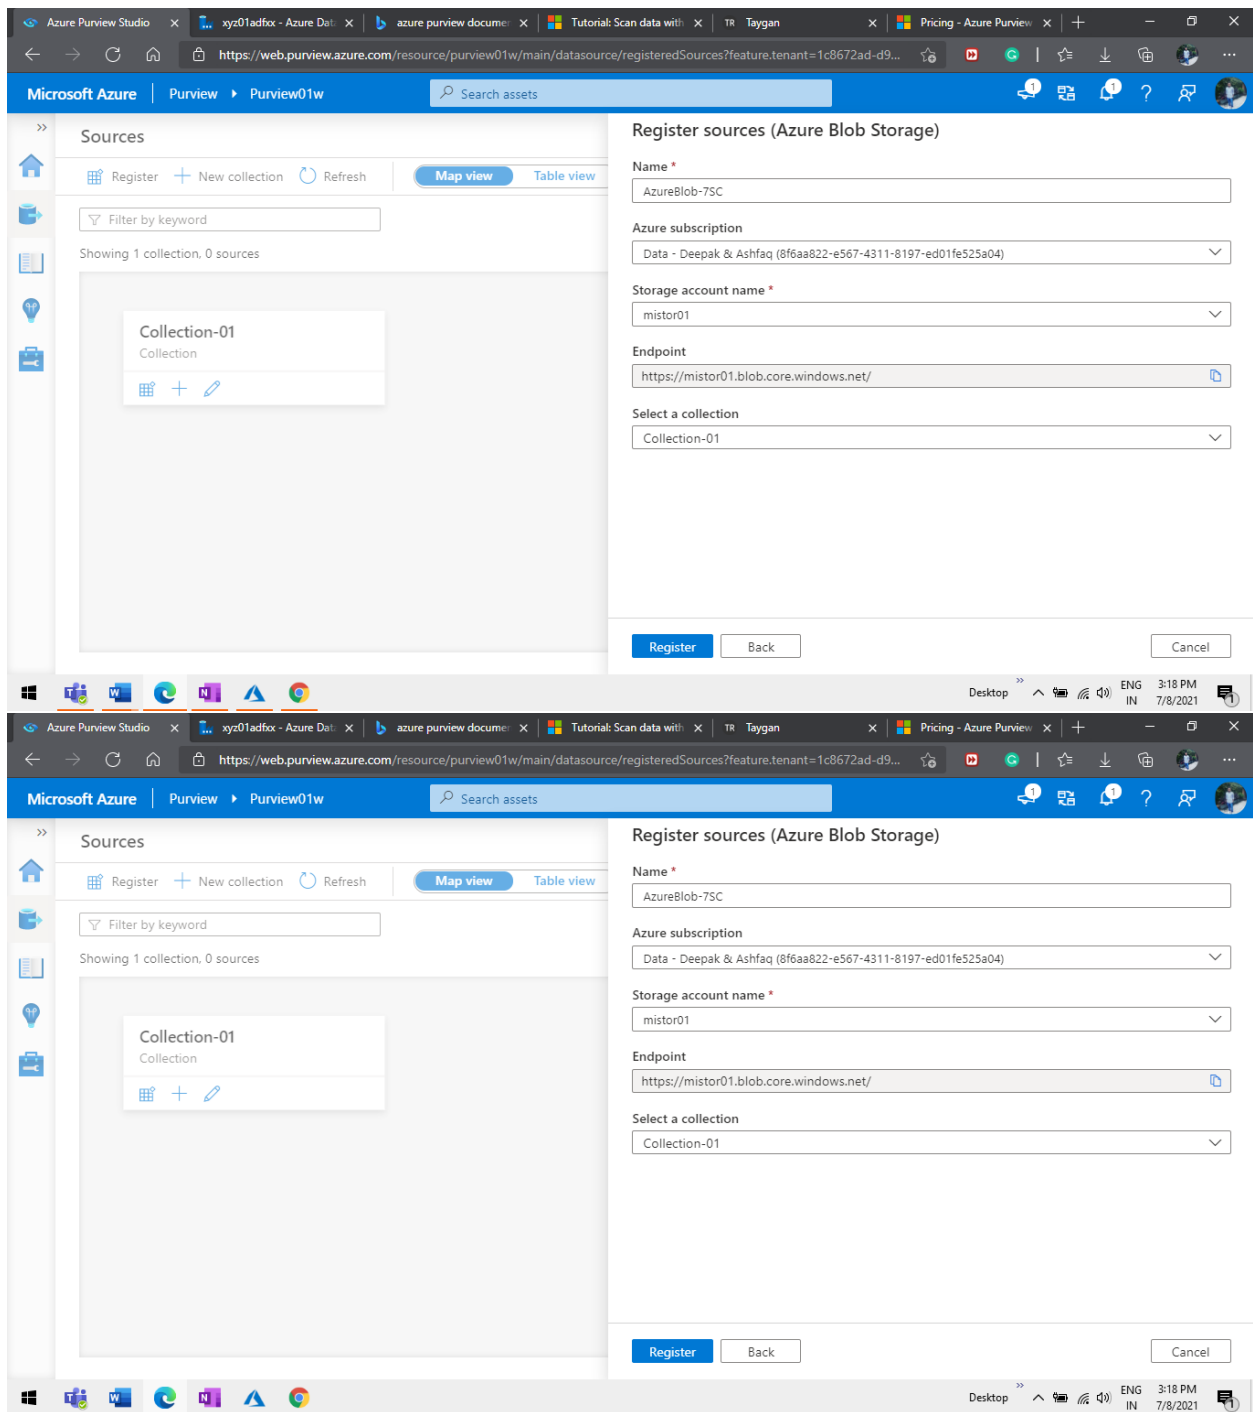 Azure Purview Studio
xyz01adfxx - Azure Dat
azure purview documen
Tutorial: Scan data with
TR Taygan
Pricing - Azure Purview
https://web.purview.azure.com/resource/purview01w/main/datasource/registeredSources?feature.tenant=1c8672ad-d9...
Microsoft Azure Purview Purview01w
Search assets
1
1
Sources
Register New collection Refresh Map view Table view
Filter by keyword
Showing 1 collection, 0 sources
Collection-01
Collection
Register sources (Azure Blob Storage)
Name *
AzureBlob-7SC
Azure subscription
Data - Deepak & Ashfaq (8f6aa822-e567-4311-8197-ed01fe525a04)
Storage account name *
mistor01
Endpoint
https://mistor01.blob.core.windows.net/
Select a collection
Collection-01
Register Back Cancel
Desktop
ENG
IN
3:18 PM
7/8/2021
1
Azure Purview Studio
xyz01adfxx - Azure Dat
azure purview documen
Tutorial: Scan data with
TR Taygan
Pricing - Azure Purview
https://web.purview.azure.com/resource/purview01w/main/datasource/registeredSources?feature.tenant=1c8672ad-d9...
Microsoft Azure Purview Purview01w
Search assets
1
1
Sources
Register New collection Refresh Map view Table view
Filter by keyword
Showing 1 collection, 0 sources
Collection-01
Collection
Register sources (Azure Blob Storage)
Name *
AzureBlob-7SC
Azure subscription
Data - Deepak & Ashfaq (8f6aa822-e567-4311-8197-ed01fe525a04)
Storage account name *
mistor01
Endpoint
https://mistor01.blob.core.windows.net/
Select a collection
Collection-01
Register Back Cancel
Desktop
ENG
IN
3:18 PM
7/8/2021
1